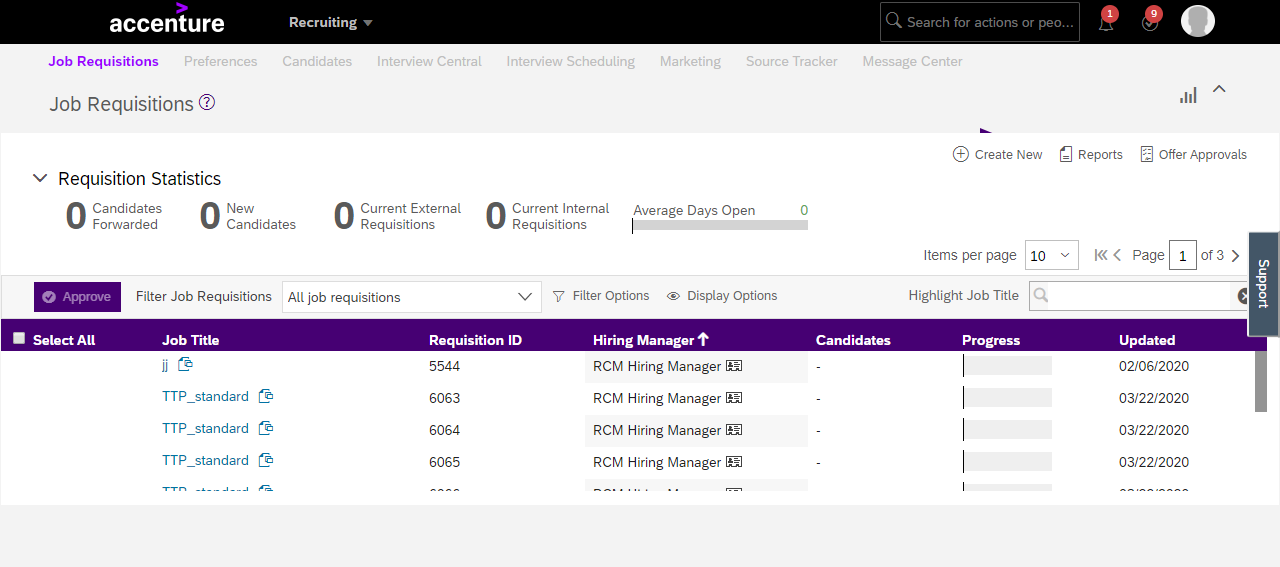 accenture
Recruiting
Search for actions or peo...
1
9
Job Requisitions Preferences Candidates Interview Central Interview Scheduling Marketing Source Tracker Message Center
Job Requisitions ?
Create New Reports Offer Approvals
Requisition Statistics
0 Candidates Forwarded
0 New Candidates
0 Current External Requisitions
0 Current Internal Requisitions
Average Days Open 0
Items per page 10 Page 1 of 3
Support
Approve Filter Job Requisitions All job requisitions Filter Options Display Options Highlight Job Title
Select All Job Title Requisition ID Hiring Manager Candidates Progress Updated
jj 5544 RCM Hiring Manager - 02/06/2020
TTP_standard 6063 RCM Hiring Manager - 03/22/2020
TTP_standard 6064 RCM Hiring Manager - 03/22/2020
TTP_standard 6065 RCM Hiring Manager - 03/22/2020
TTP_standard RCM Hiring Manager